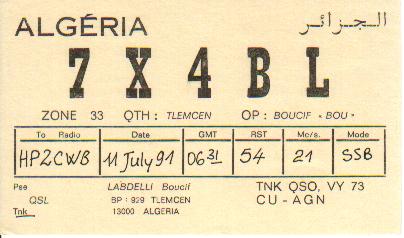 ALGÉRIA الـجـزائـر
7X4BL
ZONE 33 QTH : TLEMCEN OP : BOUCIF « BOU »
To Radio Date GMT RST Mc/s. Mode
HP2CWB 11 July 91 0631 54 21 SSB
Pse LABDELLI Boucif TNK QSO, VY 73
QSL BP : 929 TLEMCEN CU - AGN
Tnk 13000 ALGERIA